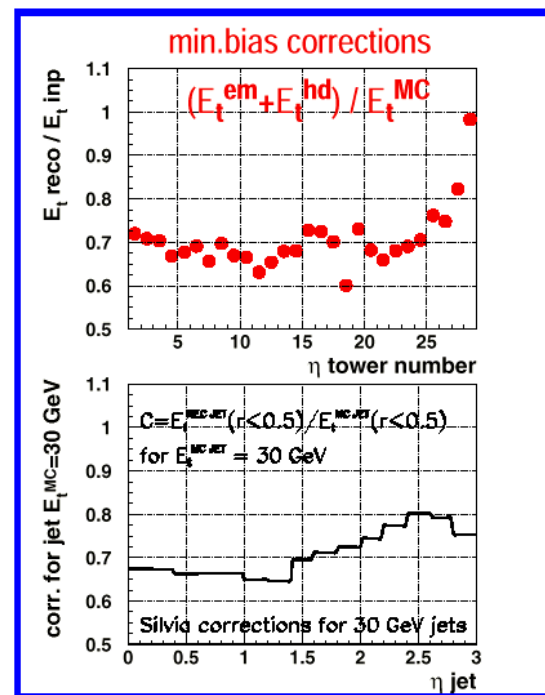 min.bias corrections
E_t reco / E_t inp
1.1
1
0.9
0.8
0.7
0.6
0.5
(E_t^em+E_t^hd) / E_t^MC
5 10 15 20 25
η tower number
corr. for jet E_t^MC=30 GeV
1.1
1
0.9
0.8
0.7
0.6
0.5
C=E_t^REC JET(r<0.5)/E_t^MC JET(r<0.5)
for E_t^MC JET = 30 GeV
Silvia corrections for 30 GeV jets
0 0.5 1 1.5 2 2.5 3
η jet